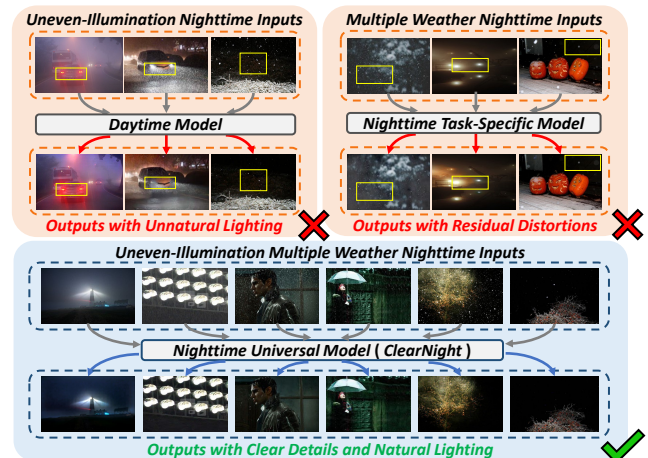 Uneven-Illumination Nighttime Inputs
Daytime Model
Outputs with Unnatural Lighting
Multiple Weather Nighttime Inputs
Nighttime Task-Specific Model
Outputs with Residual Distortions
Uneven-Illumination Multiple Weather Nighttime Inputs
Nighttime Universal Model ( ClearNight )
Outputs with Clear Details and Natural Lighting